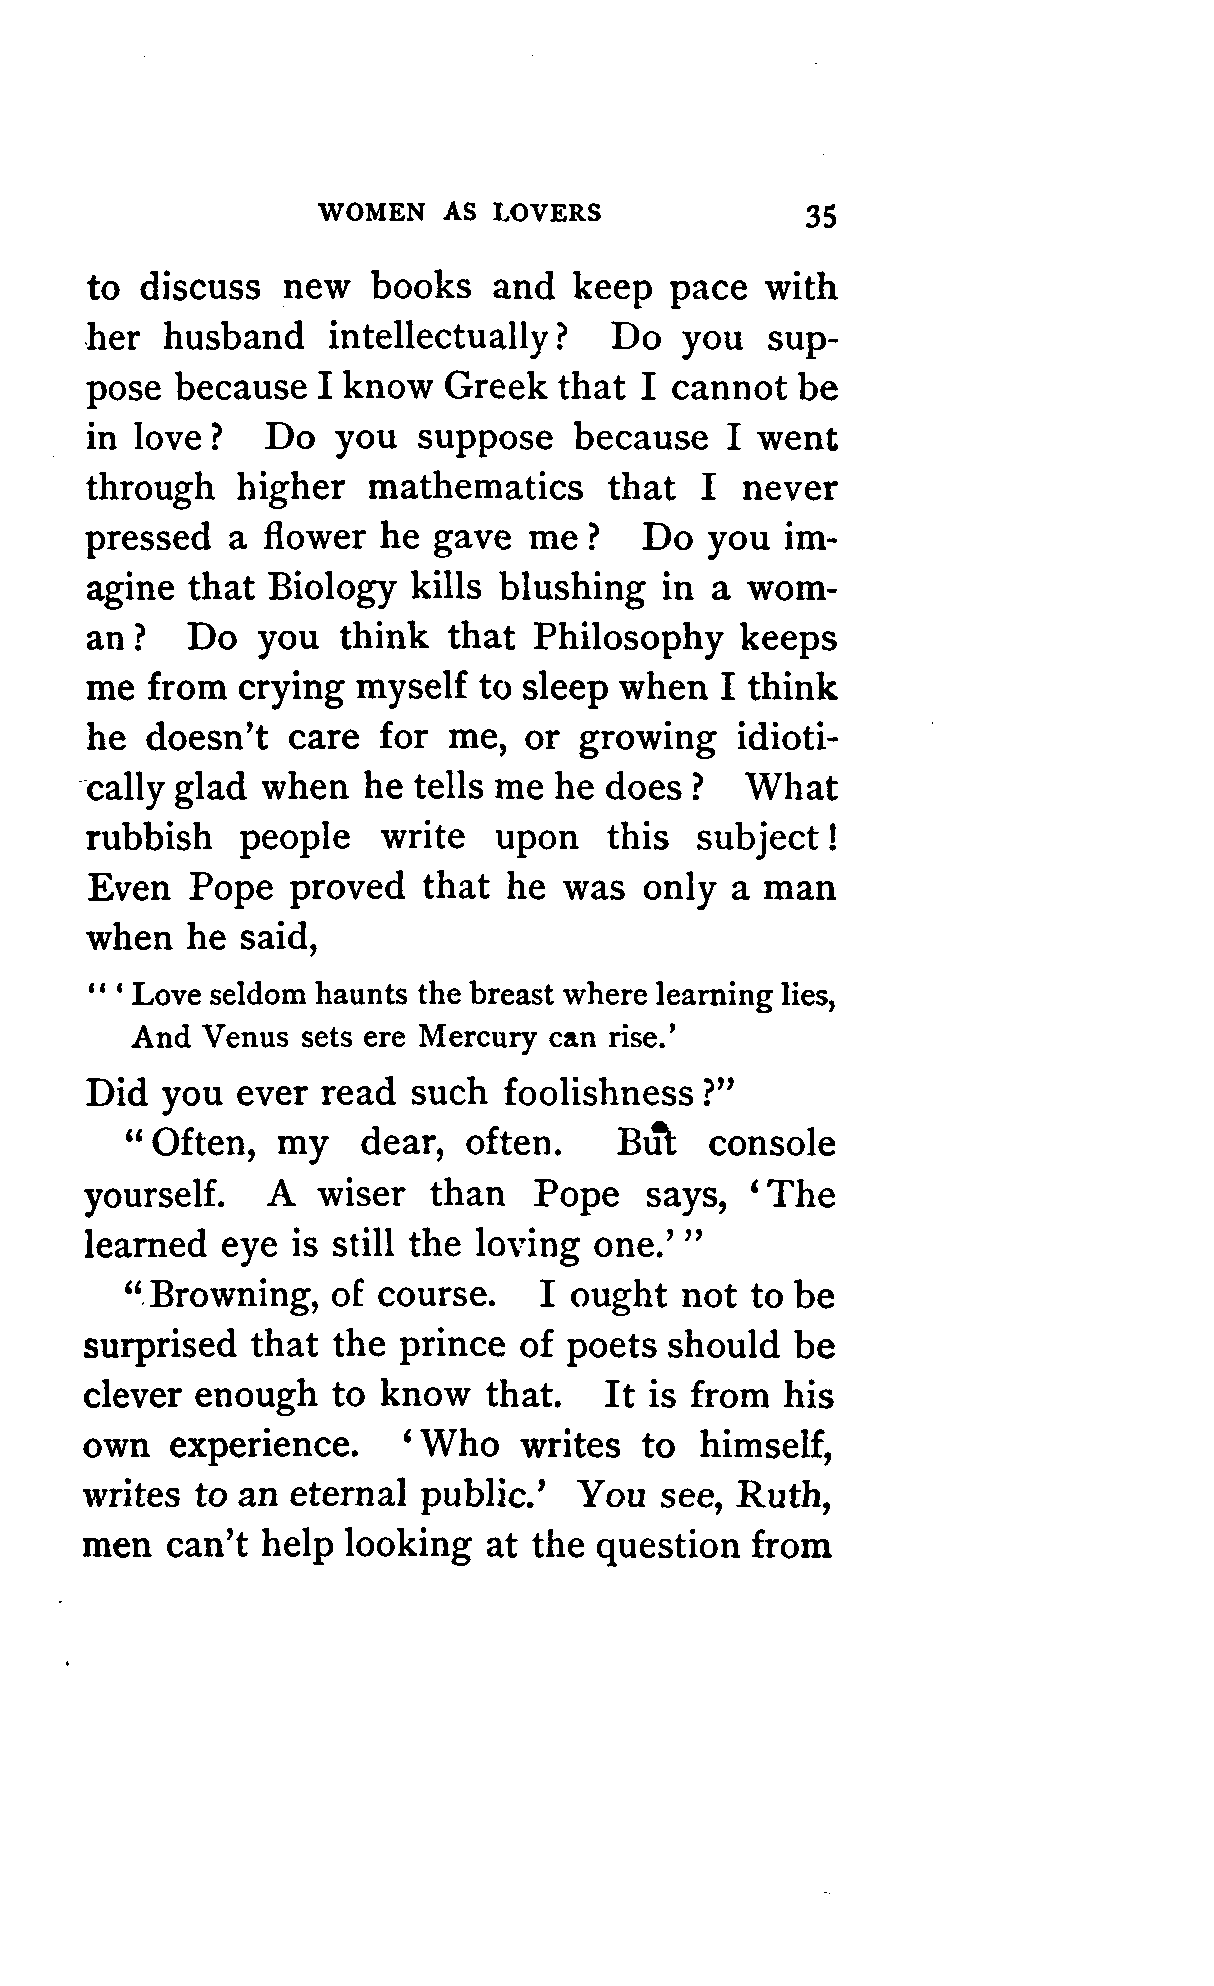 WOMEN AS LOVERS 35
to discuss new books and keep pace with
her husband intellectually? Do you sup-
pose because I know Greek that I cannot be
in love? Do you suppose because I went
through higher mathematics that I never
pressed a flower he gave me? Do you im-
agine that Biology kills blushing in a wom-
an? Do you think that Philosophy keeps
me from crying myself to sleep when I think
he doesn't care for me, or growing idioti-
cally glad when he tells me he does? What
rubbish people write upon this subject!
Even Pope proved that he was only a man
when he said,
"'Love seldom haunts the breast where learning lies,
And Venus sets ere Mercury can rise.'
Did you ever read such foolishness?"
"Often, my dear, often. But console
yourself. A wiser than Pope says, 'The
learned eye is still the loving one.'"
"Browning, of course. I ought not to be
surprised that the prince of poets should be
clever enough to know that. It is from his
own experience. 'Who writes to himself,
writes to an eternal public.' You see, Ruth,
men can't help looking at the question from